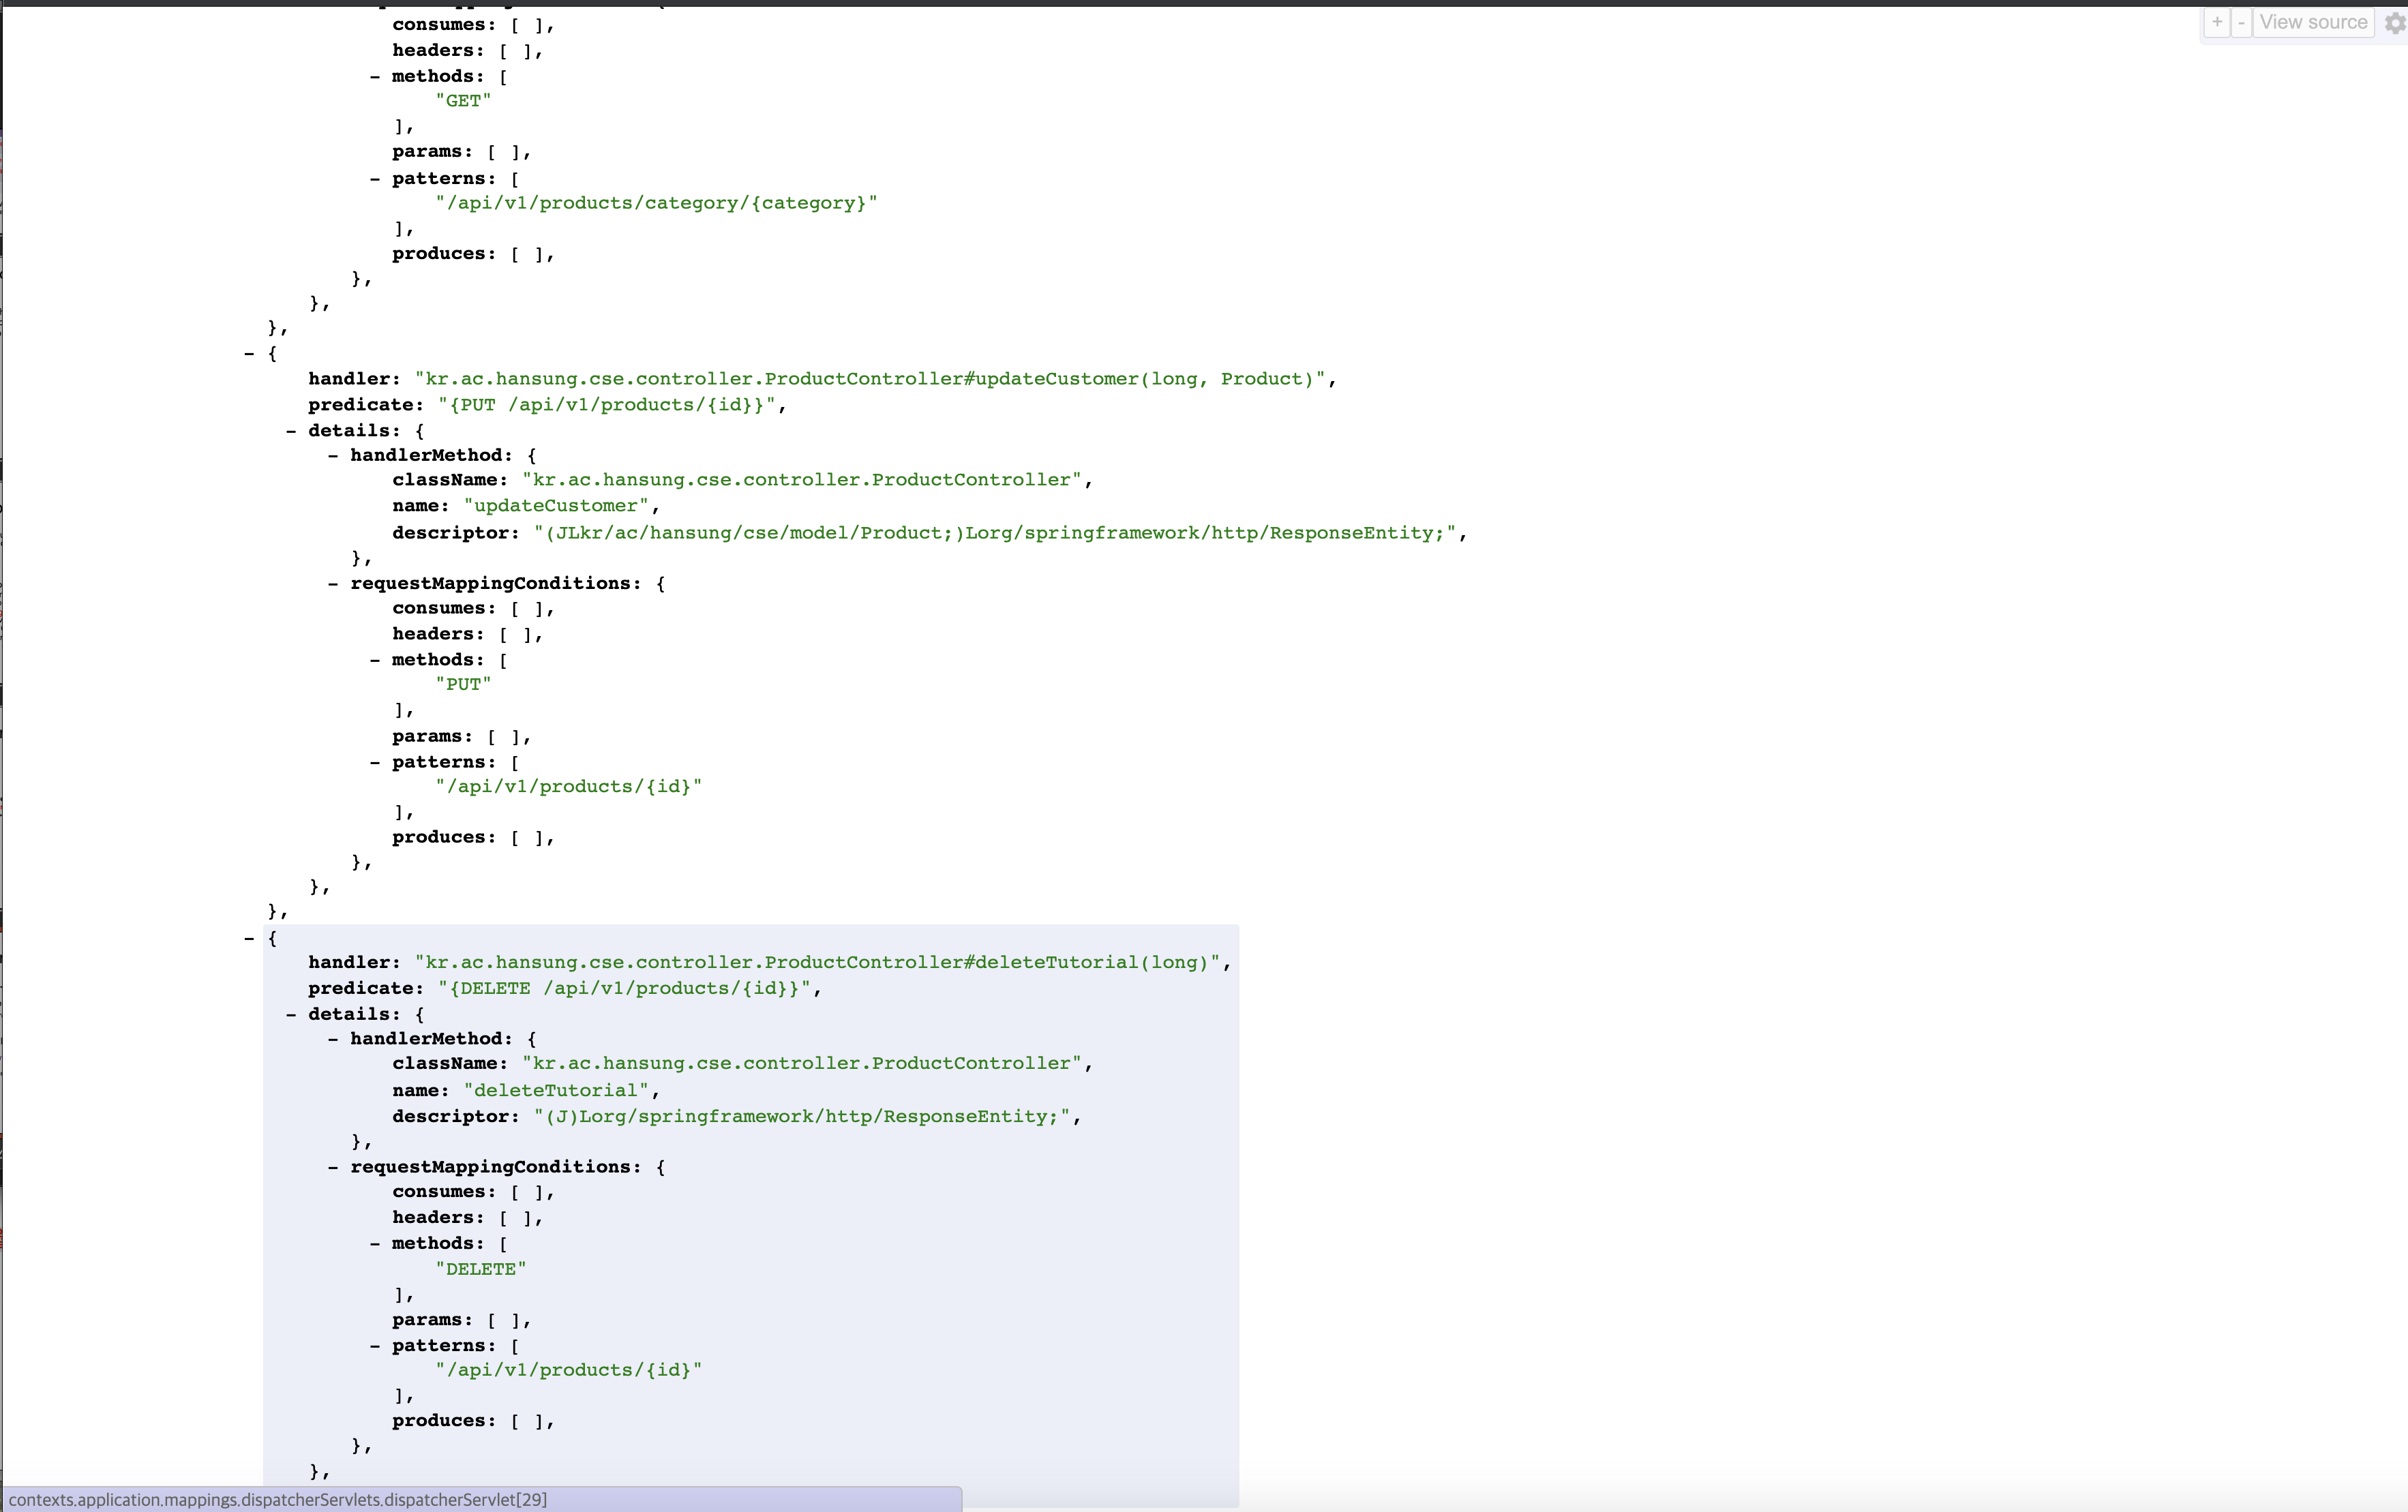 consumes: [ ],
headers: [ ],
- methods: [
"GET"
],
params: [ ],
- patterns: [
"/api/v1/products/category/{category}"
],
produces: [ ],
},
},
},
- {
handler: "kr.ac.hansung.cse.controller.ProductController#updateCustomer(long, Product)",
predicate: "{PUT /api/v1/products/{id}}",
- details: {
- handlerMethod: {
className: "kr.ac.hansung.cse.controller.ProductController",
name: "updateCustomer",
descriptor: "(JLkr/ac/hansung/cse/model/Product;)Lorg/springframework/http/ResponseEntity;",
},
- requestMappingConditions: {
consumes: [ ],
headers: [ ],
- methods: [
"PUT"
],
params: [ ],
- patterns: [
"/api/v1/products/{id}"
],
produces: [ ],
},
},
},
- {
handler: "kr.ac.hansung.cse.controller.ProductController#deleteTutorial(long)",
predicate: "{DELETE /api/v1/products/{id}}",
- details: {
- handlerMethod: {
className: "kr.ac.hansung.cse.controller.ProductController",
name: "deleteTutorial",
descriptor: "(J)Lorg/springframework/http/ResponseEntity;",
},
- requestMappingConditions: {
consumes: [ ],
headers: [ ],
- methods: [
"DELETE"
],
params: [ ],
- patterns: [
"/api/v1/products/{id}"
],
produces: [ ],
},
},
+ - View source
contexts.application.mappings.dispatcherServlets.dispatcherServlet[29]